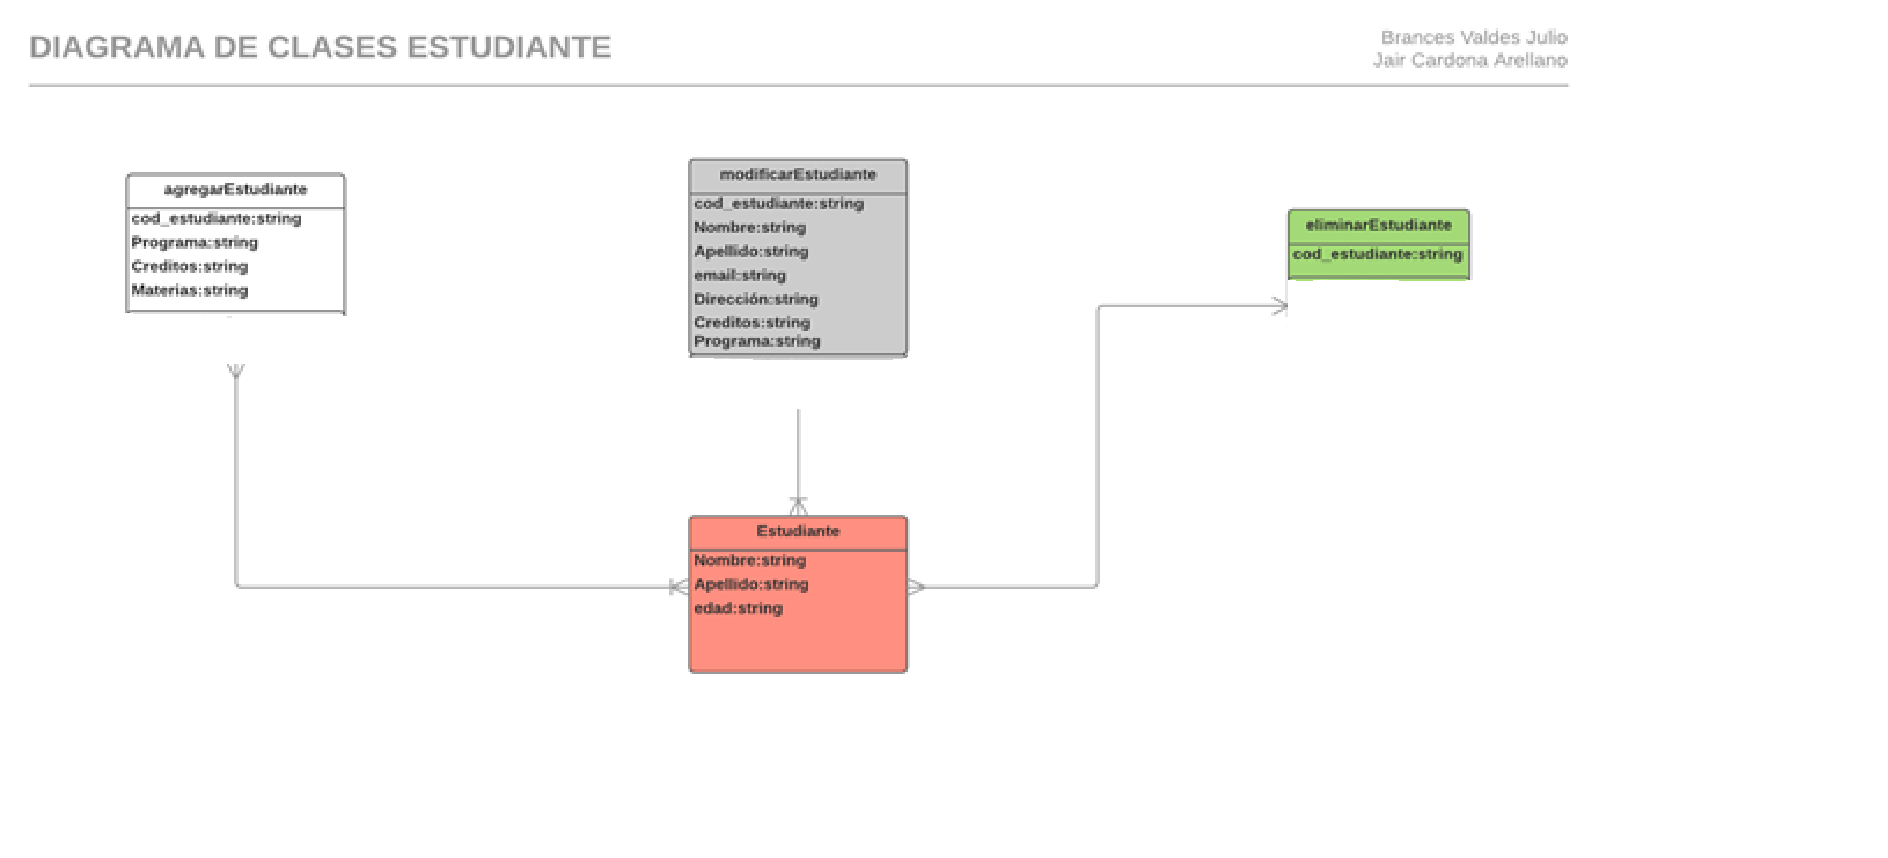 DIAGRAMA DE CLASES ESTUDIANTE
Brances Valdes Julio
Jair Cardona Arellano
agregarEstudiante
cod_estudiante:string
Programa:string
Creditos:string
Materias:string
modificarEstudiante
cod_estudiante:string
Nombre:string
Apellido:string
email:string
Dirección:string
Creditos:string
Programa:string
eliminarEstudiante
cod_estudiante:string
Estudiante
Nombre:string
Apellido:string
edad:string